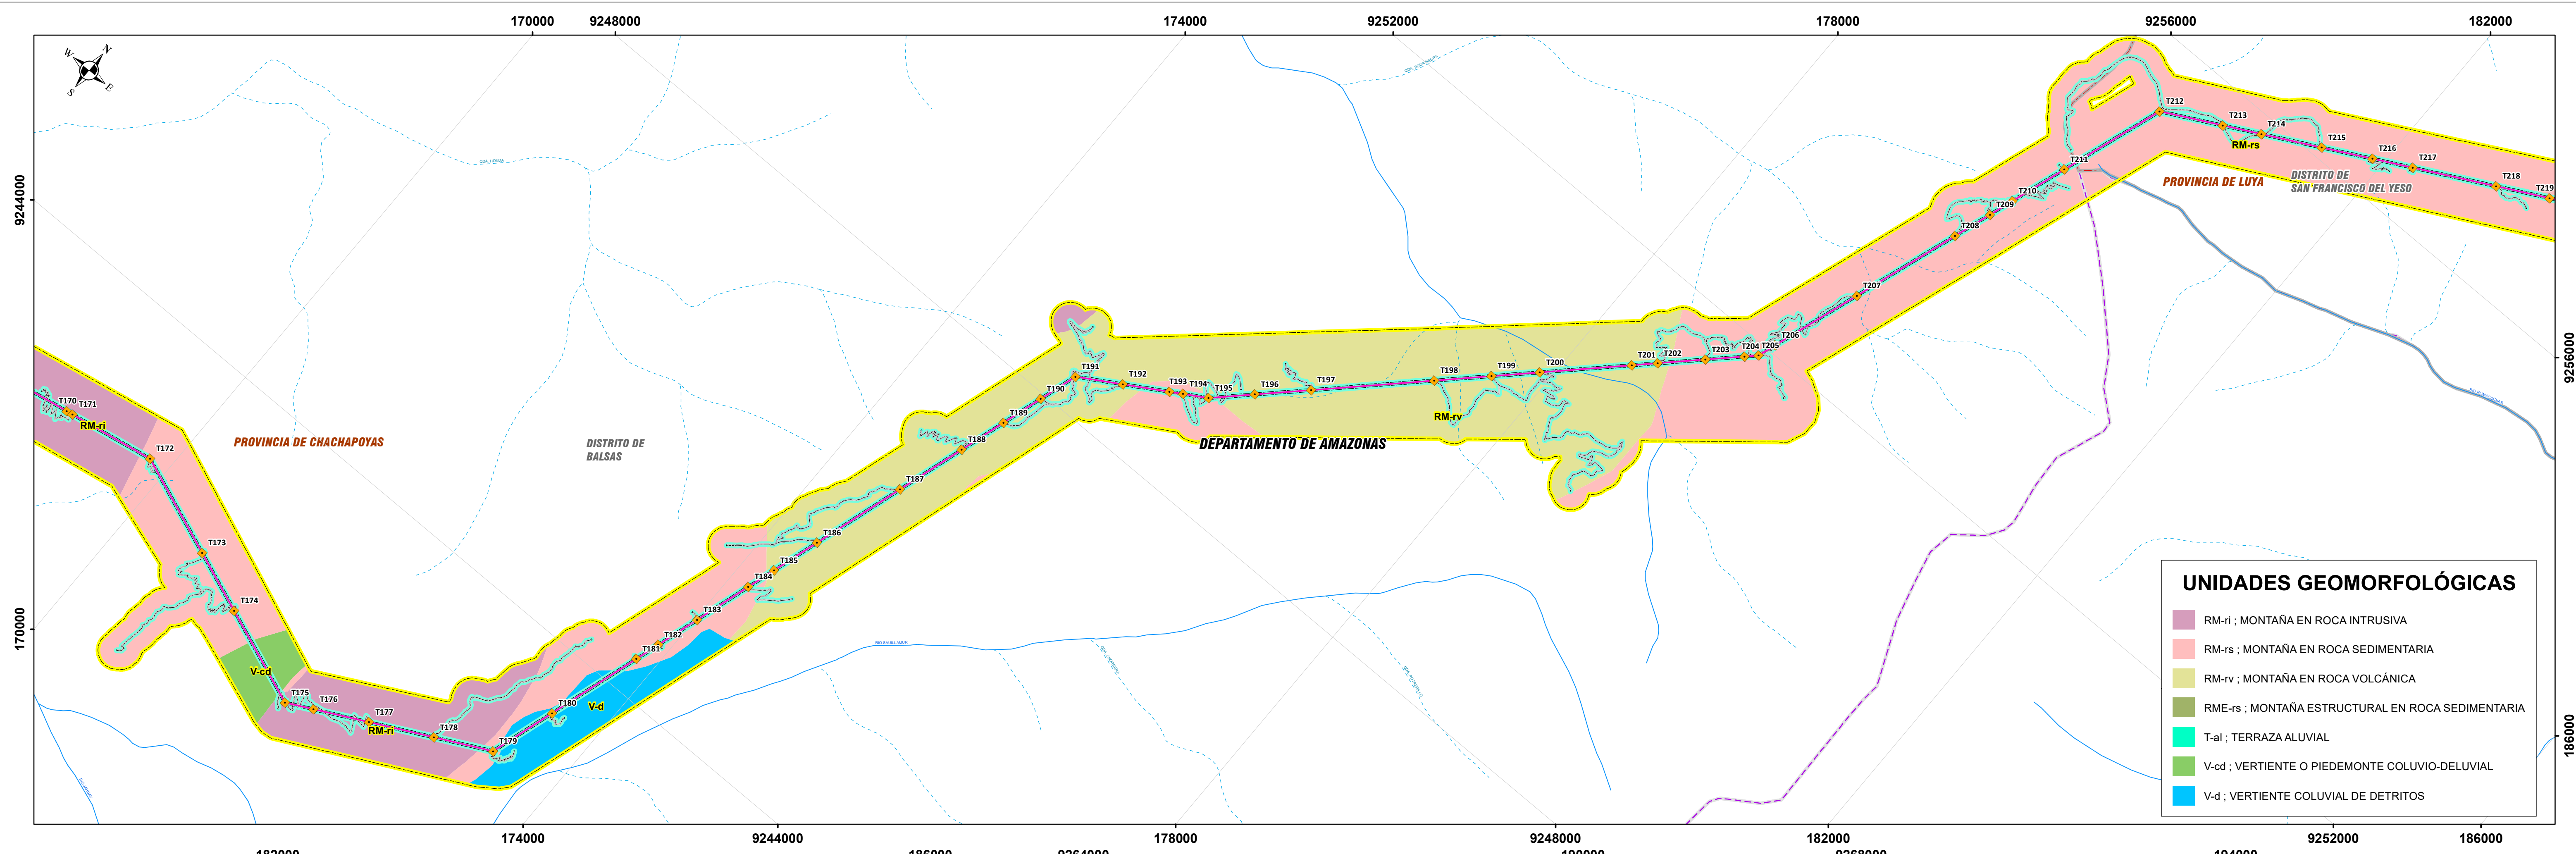 170000
9248000
174000
9252000
178000
9256000
182000
N
W
E
S
9244000
170000
9256000
186000
T170
T171
RM-ri
T172
PROVINCIA DE CHACHAPOYAS
DISTRITO DE
BALSAS
T173
T174
V-cd
T175
T176
T177
RM-ri
T178
T179
T180
V-d
T181
T182
T183
T184
T185
T186
T187
T188
T189
T190
T191
T192
T193
T194
T195
T196
T197
T198
T199
T200
RM-rv
DEPARTAMENTO DE AMAZONAS
T201
T202
T203
T204
T205
T206
T207
T208
T209
T210
T211
T212
T213
T214
RM-rs
T215
T216
T217
T218
T219
PROVINCIA DE LUYA
DISTRITO DE
SAN FRANCISCO DEL YESO
UNIDADES GEOMORFOLÓGICAS
RM-ri ; MONTAÑA EN ROCA INTRUSIVA
RM-rs ; MONTAÑA EN ROCA SEDIMENTARIA
RM-rv ; MONTAÑA EN ROCA VOLCÁNICA
RME-rs ; MONTAÑA ESTRUCTURAL EN ROCA SEDIMENTARIA
T-al ; TERRAZA ALUVIAL
V-cd ; VERTIENTE O PIEDEMONTE COLUVIO-DELUVIAL
V-d ; VERTIENTE COLUVIAL DE DETRITOS
174000
9244000
178000
9248000
182000
9252000
186000